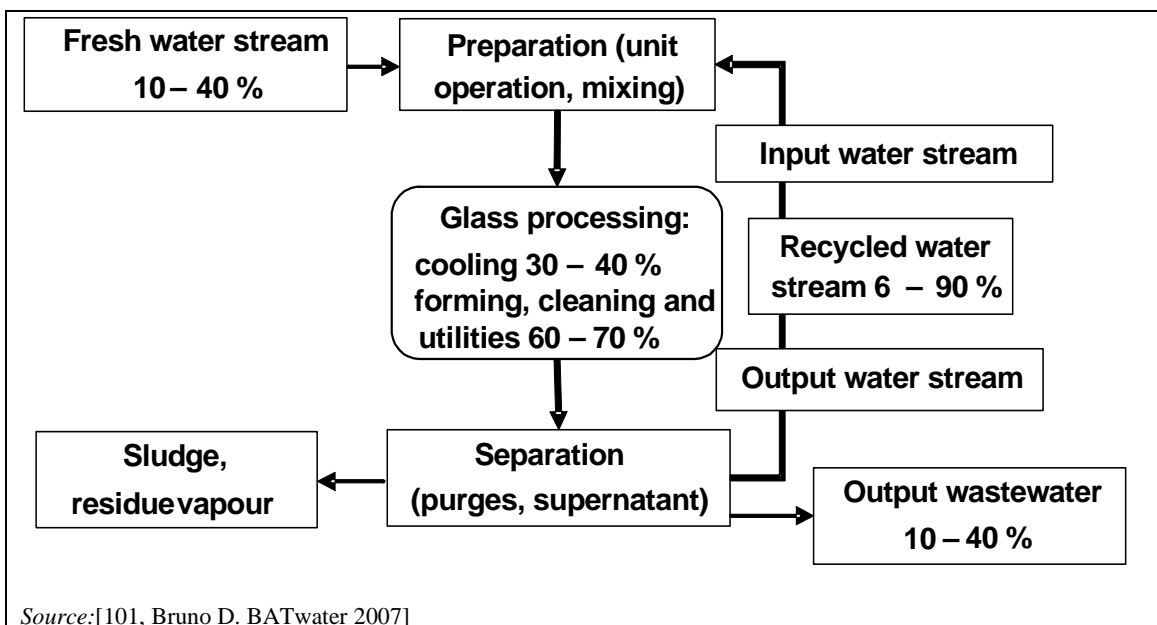 Fresh water stream
10 – 40 %
Preparation (unit
operation, mixing)
Input water stream
Glass processing:
cooling 30 – 40 %
forming, cleaning and
utilities 60 – 70 %
Recycled water
stream 6 – 90 %
Output water stream
Sludge,
residue vapour
Separation
(purges, supernatant)
Output wastewater
10 – 40 %
Source:[101, Bruno D. BATwater 2007]